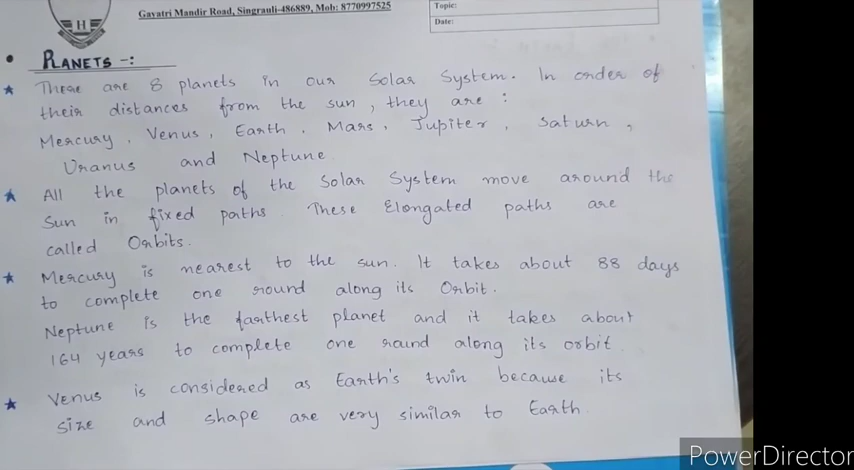 Gayatri Mandir Road, Singrauli-486889, Mob: 8770997525
Topic:
Date:
H
• PLANETS -:
★ There are 8 planets in our Solar System. In order of
their distances from the sun, they are :
Mercury, Venus, Earth, Mars, Jupiter, Saturn,
Uranus and Neptune
★ All the planets of the Solar System move around the
Sun in fixed paths. These Elongated paths are
called Orbits.
★ Mercury is nearest to the sun. It takes about 88 days
to complete one round along its Orbit.
Neptune is the farthest planet and it takes about
164 years to complete one round along its orbit.
★ Venus is considered as Earth's twin because its
size and shape are very similar to Earth.
PowerDirector